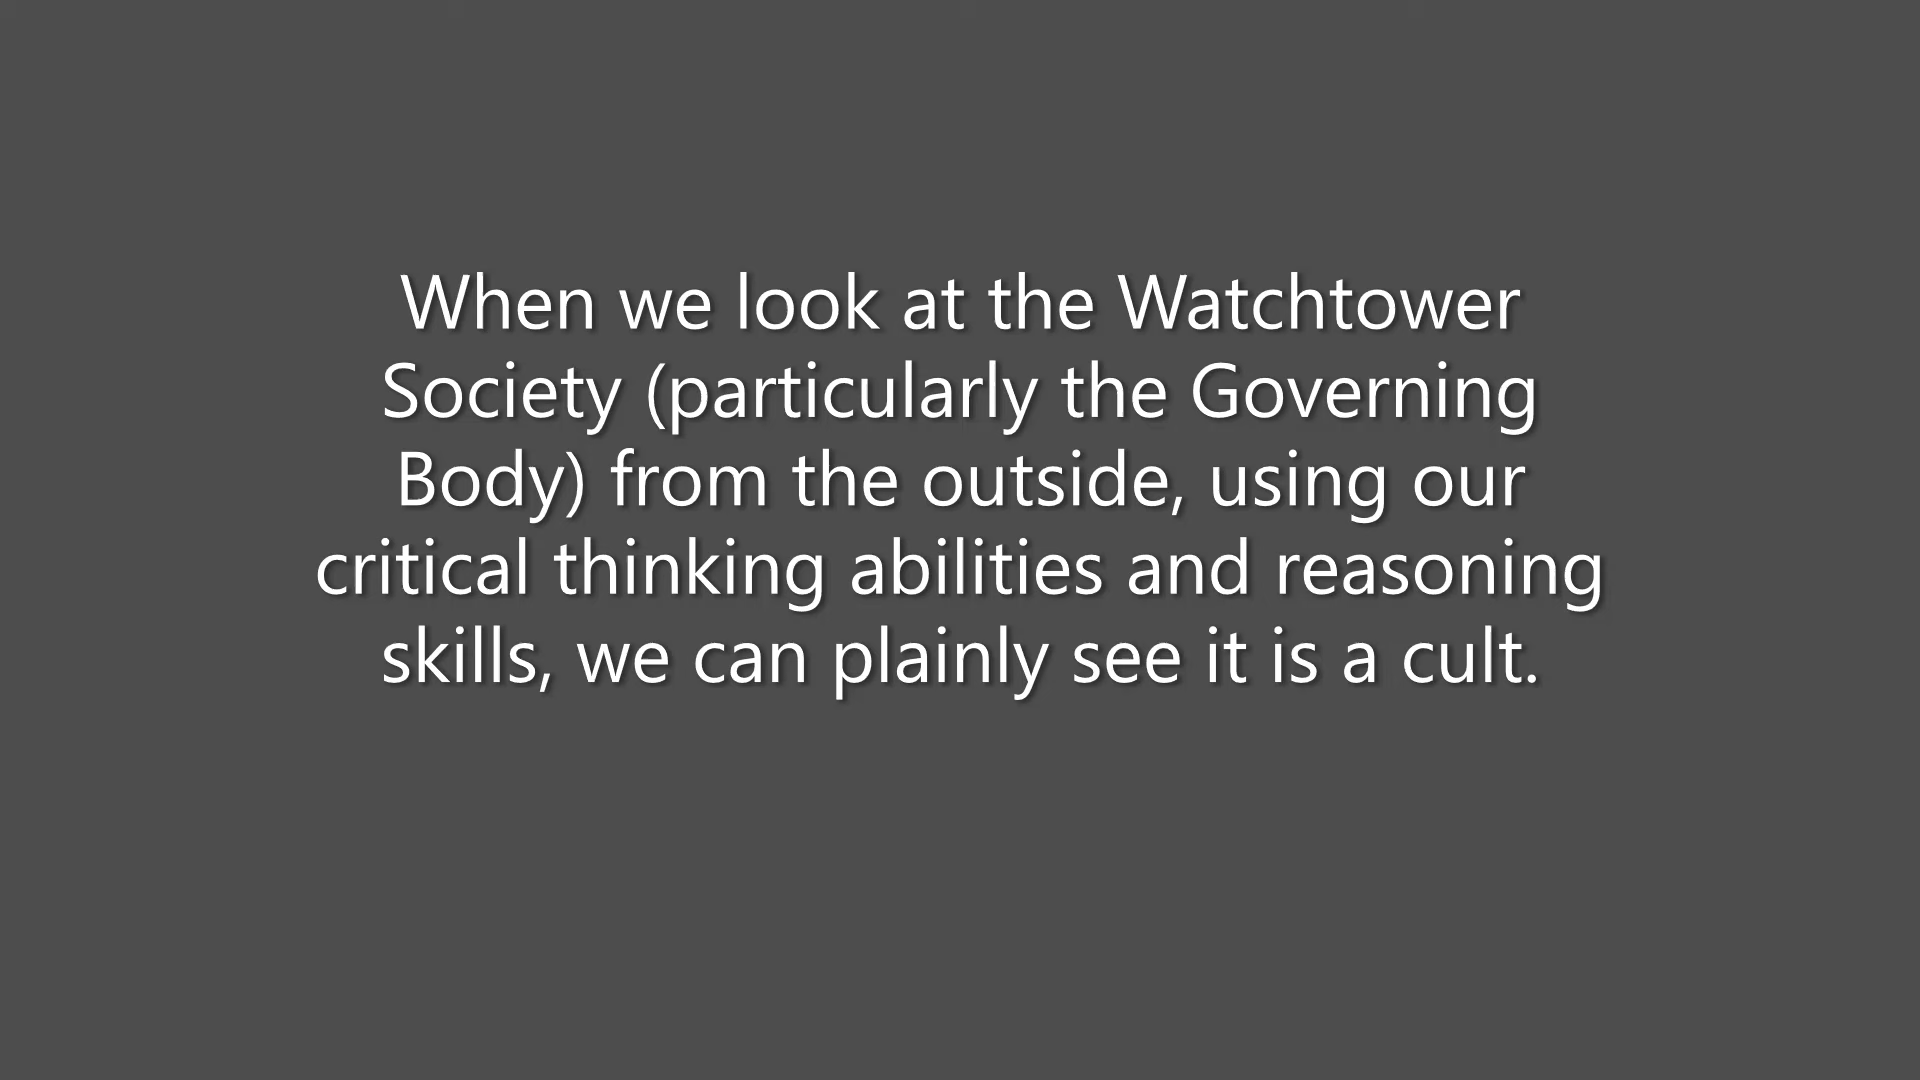 When we look at the Watchtower
Society (particularly the Governing
Body) from the outside, using our
critical thinking abilities and reasoning
skills, we can plainly see it is a cult.